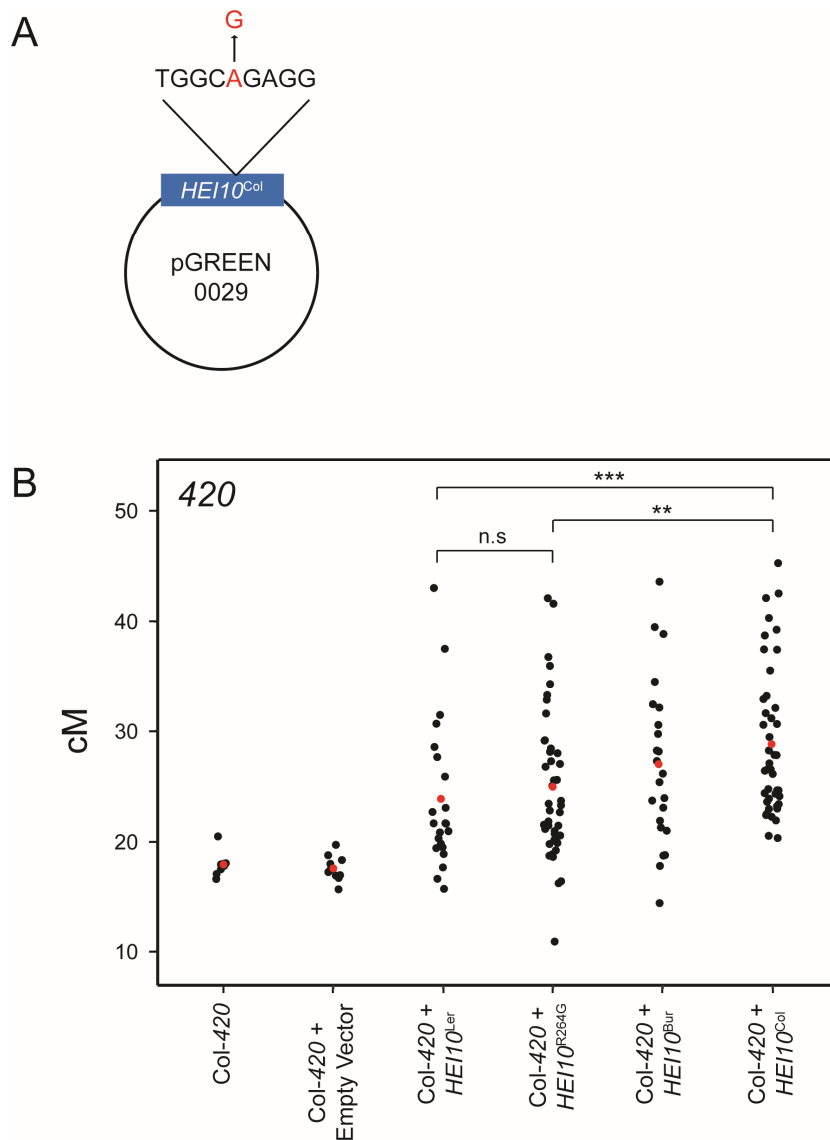 A
G
TGGCAGAGG
HEI10Col
pGREEN
0029
B
420
***
**
n.s
50
40
30
20
10
cM
Col-420
Col-420 +
Empty Vector
Col-420 +
HEI10Ler
Col-420 +
HEI10R264G
Col-420 +
HEI10Bur
Col-420 +
HEI10Col